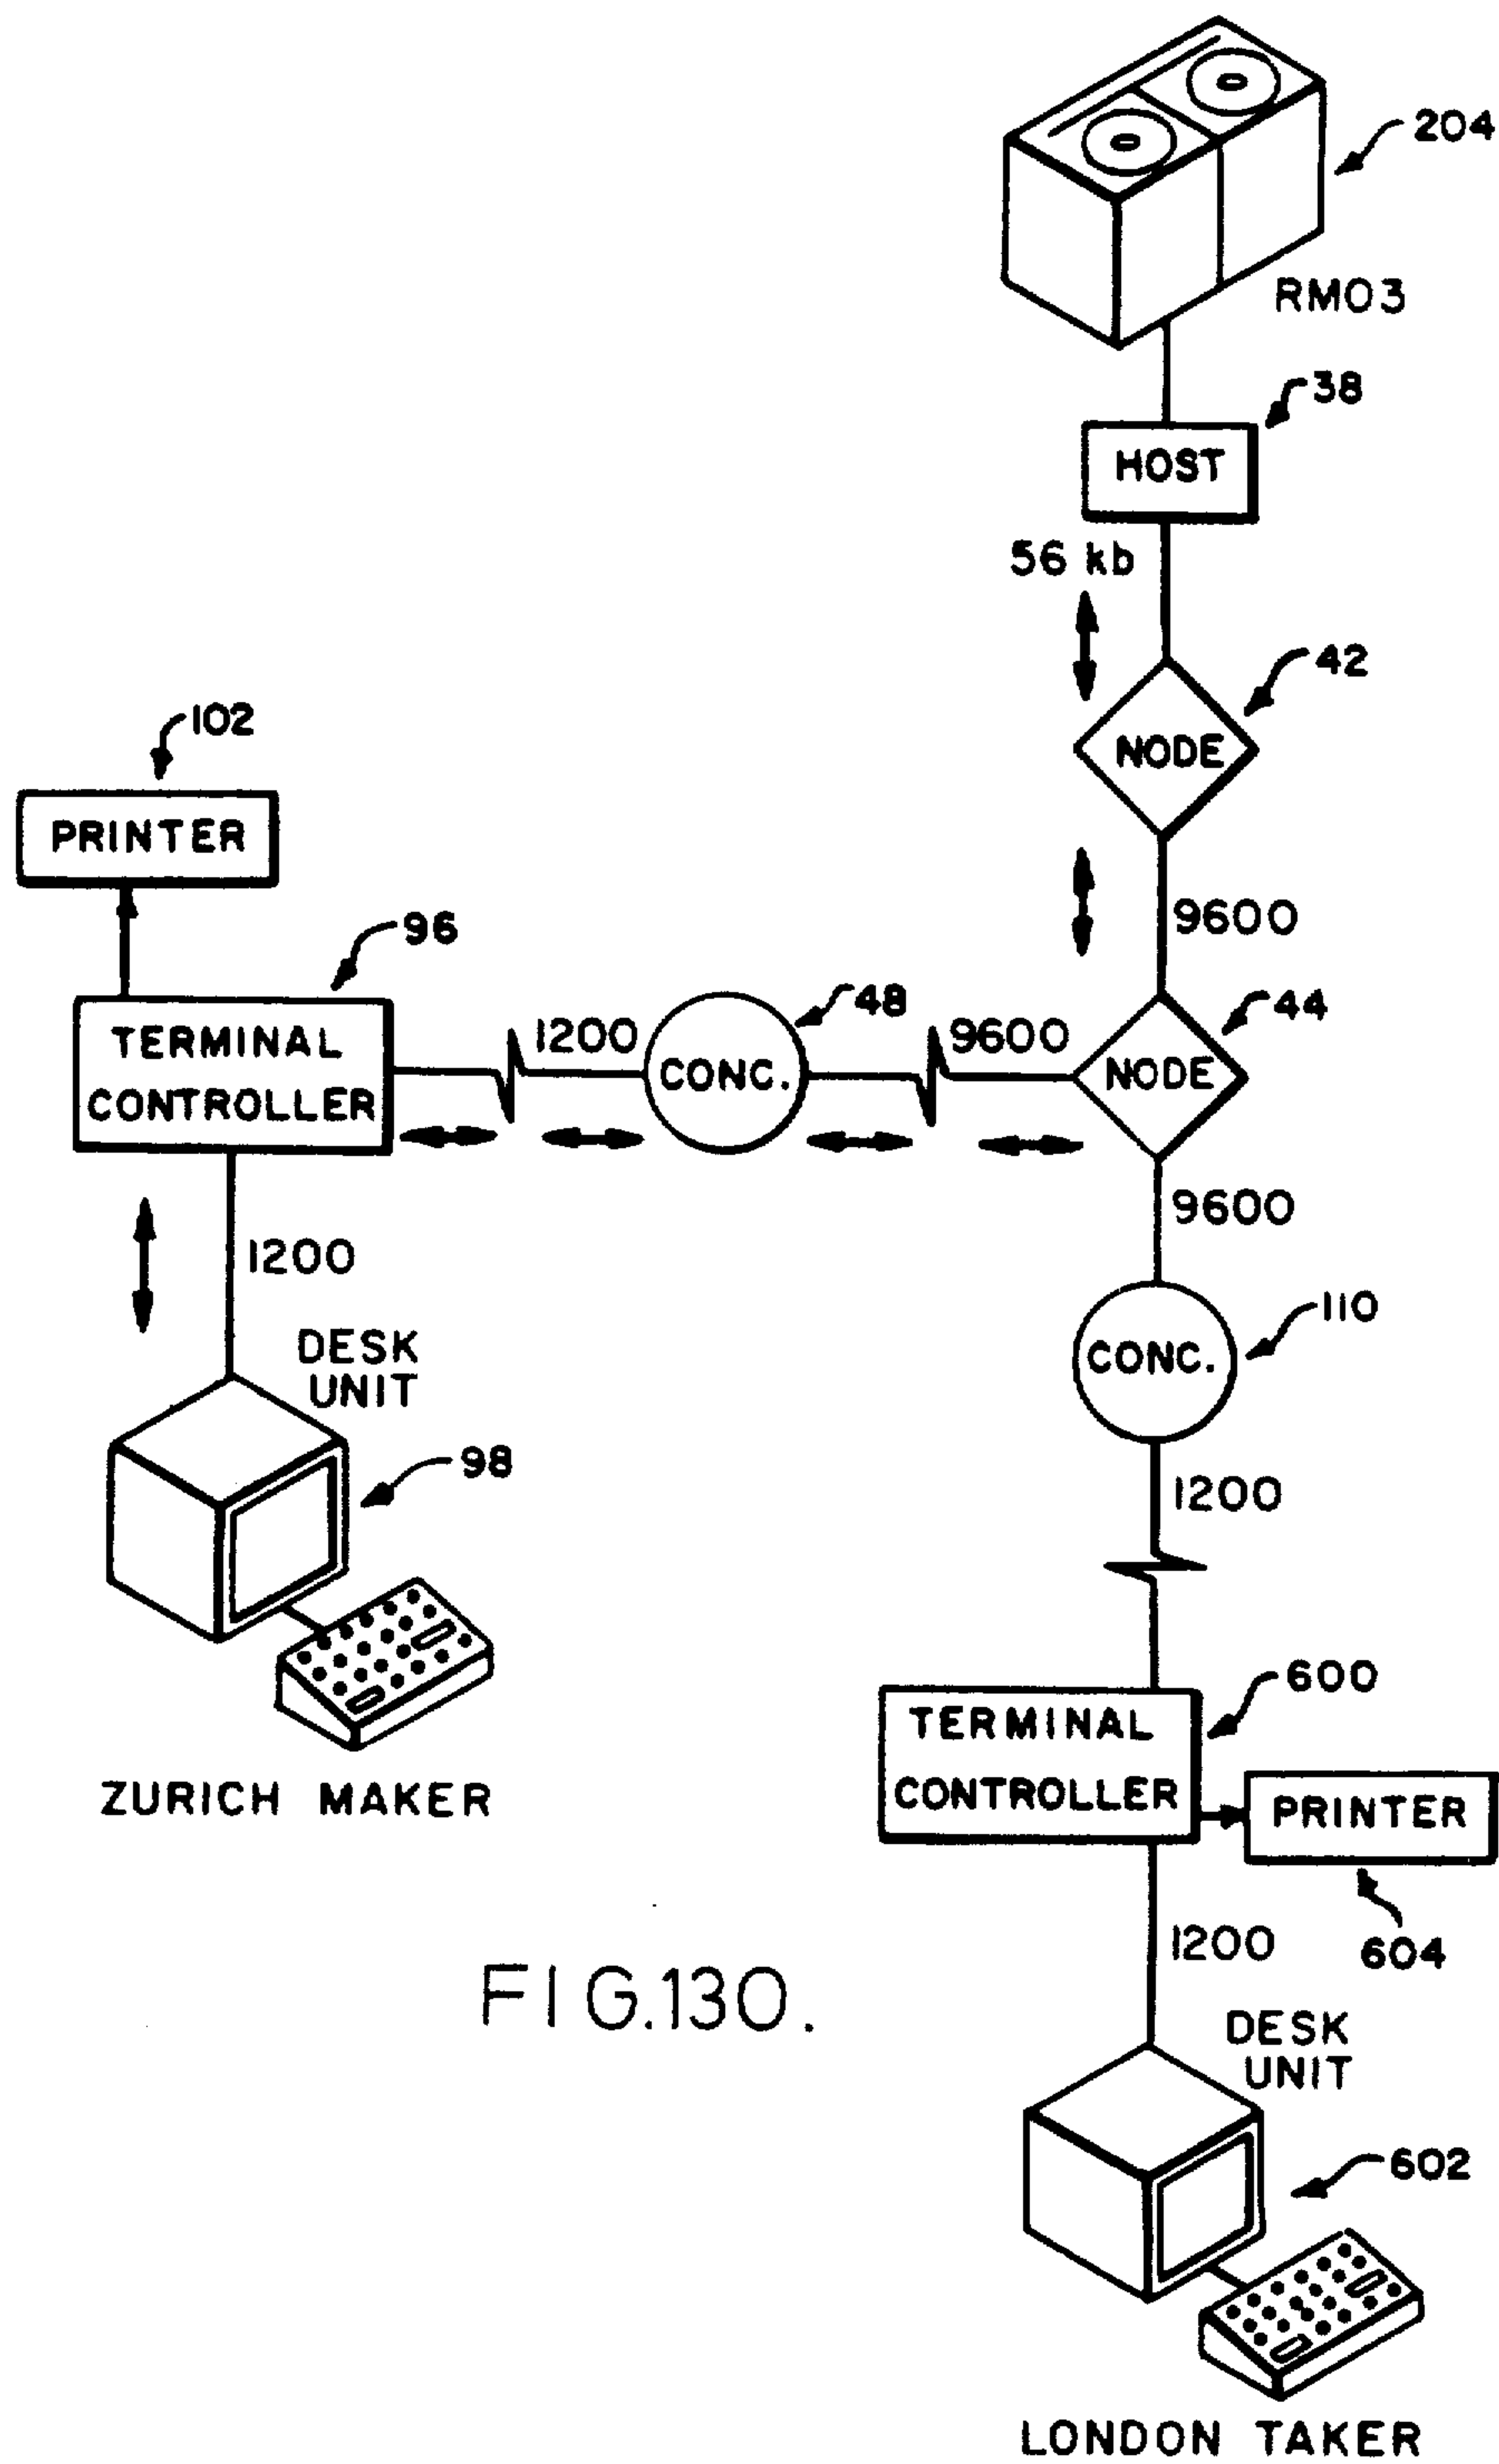 204
RM03
38
HOST
56 kb
42
NODE
102
PRINTER
9600
96
44
48
TERMINAL
CONTROLLER
1200
CONC.
9600
NODE
9600
1200
DESK
UNIT
110
CONC.
98
1200
600
TERMINAL
CONTROLLER
PRINTER
ZURICH MAKER
1200
604
FIG.130.
DESK
UNIT
602
LONDON TAKER